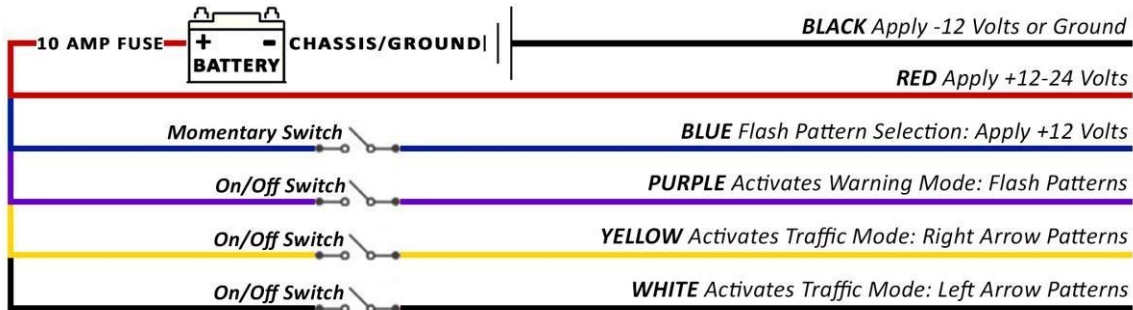 BLACK Apply -12 Volts or Ground
10 AMP FUSE + - CHASSIS/GROUND
BATTERY
RED Apply +12-24 Volts
Momentary Switch BLUE Flash Pattern Selection: Apply +12 Volts
On/Off Switch PURPLE Activates Warning Mode: Flash Patterns
On/Off Switch YELLOW Activates Traffic Mode: Right Arrow Patterns
On/Off Switch WHITE Activates Traffic Mode: Left Arrow Patterns